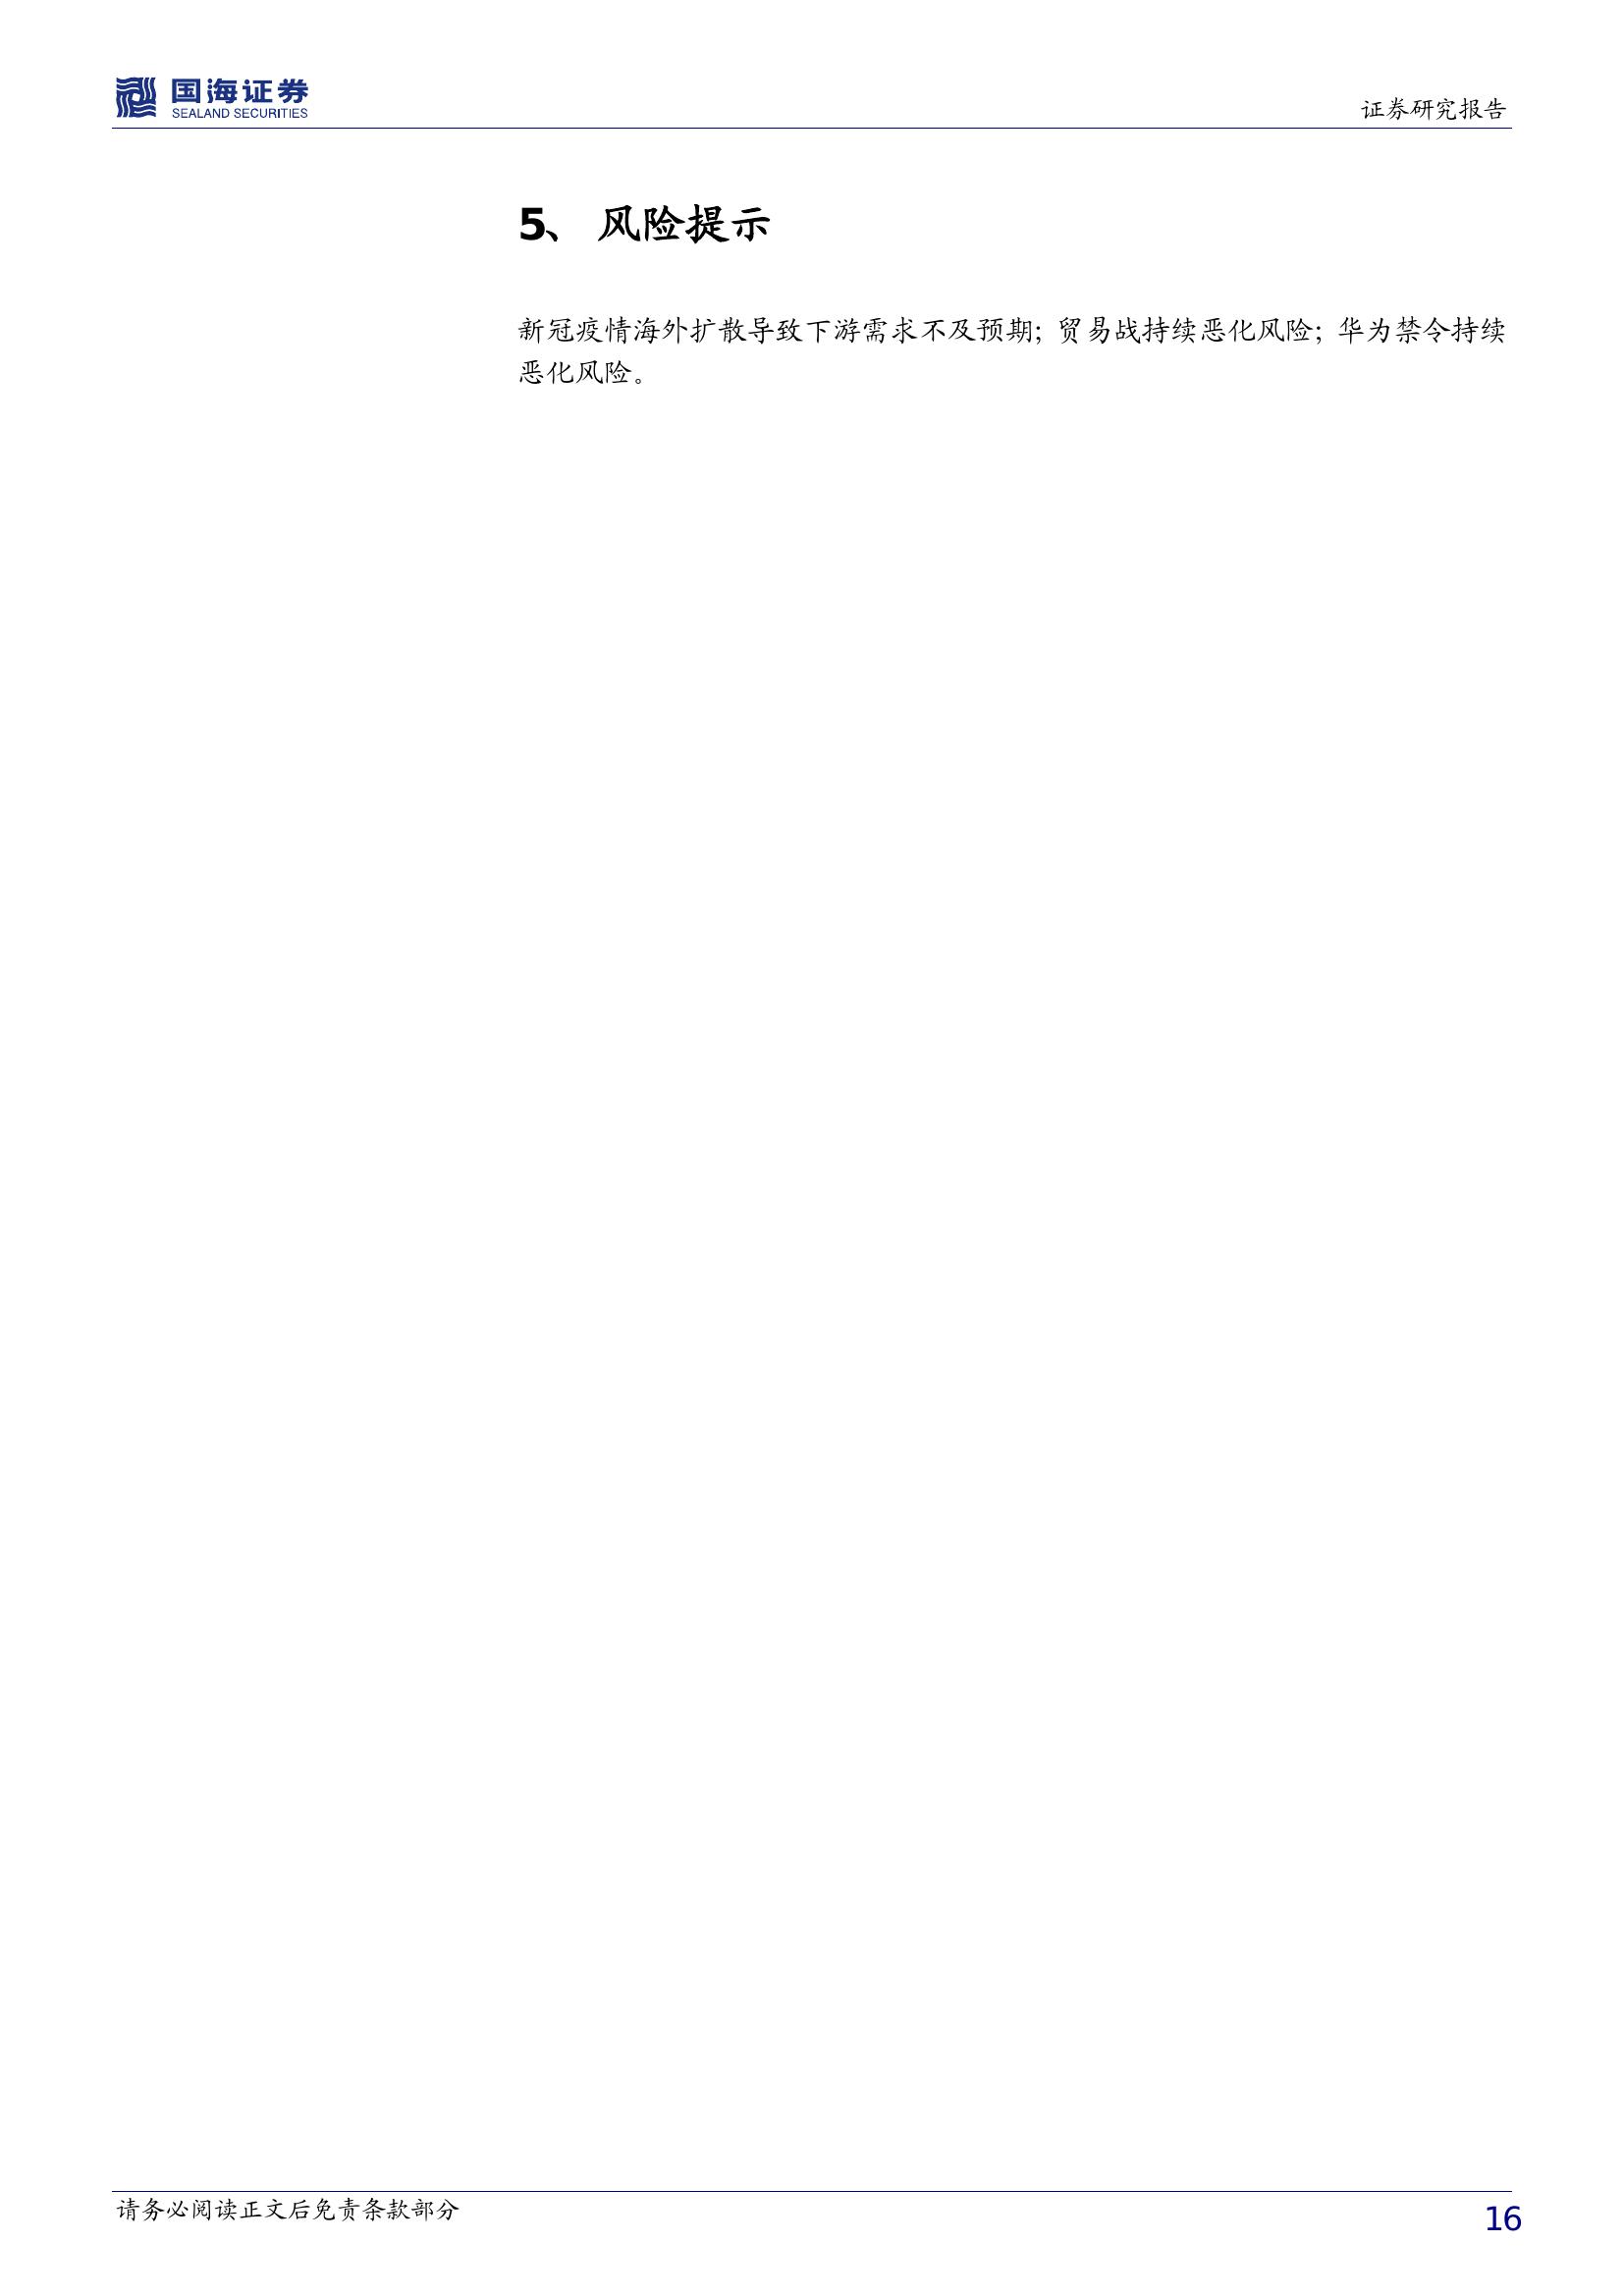 国海证券
SEALAND SECURITIES
证券研究报告
5、 风险提示
新冠疫情海外扩散导致下游需求不及预期；贸易战持续恶化风险；华为禁令持续
恶化风险。
请务必阅读正文后免责条款部分
16